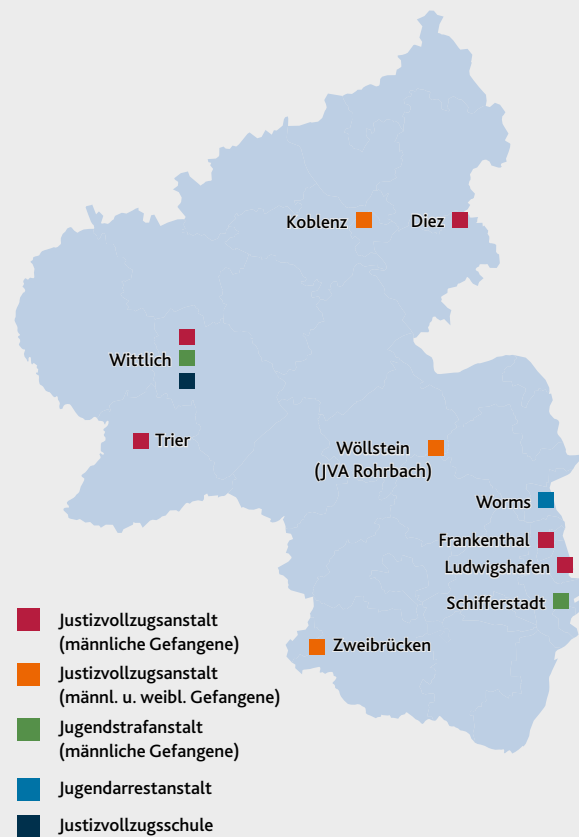 Koblenz
Diez
Wittlich
Trier
Wöllstein
(JVA Rohrbach)
Worms
Frankenthal
Ludwigshafen
Schifferstadt
Zweibrücken
Justizvollzugsanstalt
(männliche Gefangene)
Justizvollzugsanstalt
(männl. u. weibl. Gefangene)
Jugendstrafanstalt
(männliche Gefangene)
Jugendarrestanstalt
Justizvollzugsschule